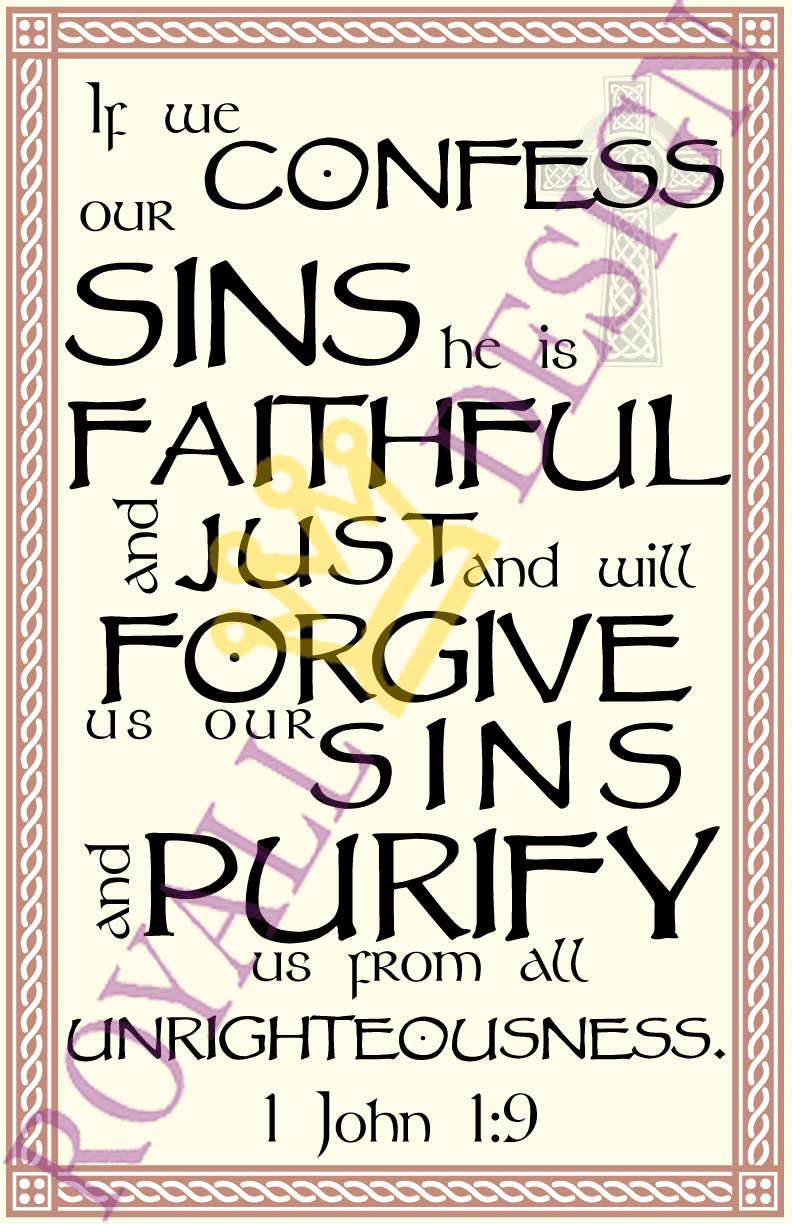 If we
CONFESS
our
SINS he is
FAITHFUL
and JUST and will
FORGIVE
us our SINS
and PURIFY
us from all
UNRIGHTEOUSNESS.
1 John 1:9
ROYALL DESIGN